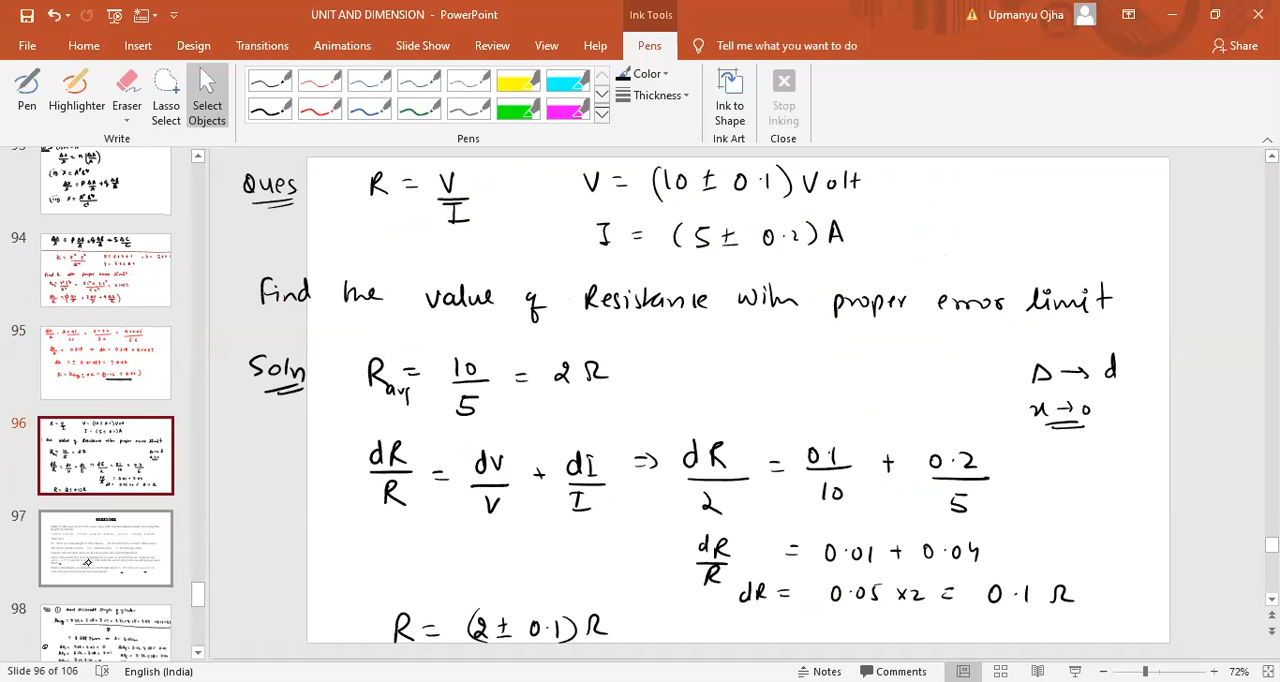 UNIT AND DIMENSION - PowerPoint
Ink Tools
Upmanyu Ojha
File Home Insert Design Transitions Animations Slide Show Review View Help Pens Tell me what you want to do Share
Pen Highlighter Eraser Lasso Select Select Objects
Write
Pens
Color
Thickness
Ink to Shape
Ink Art
Stop Inking
Close
94
95
96
97
98
Ques R = V/I V = (10 ± 0.1) Volt
I = (5 ± 0.2) A
Find the value of Resistance with proper error limit
Soln Ravg = 10/5 = 2 Ω
Δ → d
x → 0
dR/R = dV/V + dI/I => dR/2 = 0.1/10 + 0.2/5
dR/R = 0.01 + 0.04
dR = 0.05 × 2 = 0.1 Ω
R = (2 ± 0.1) Ω
Slide 96 of 106 English (India) Notes Comments 72%